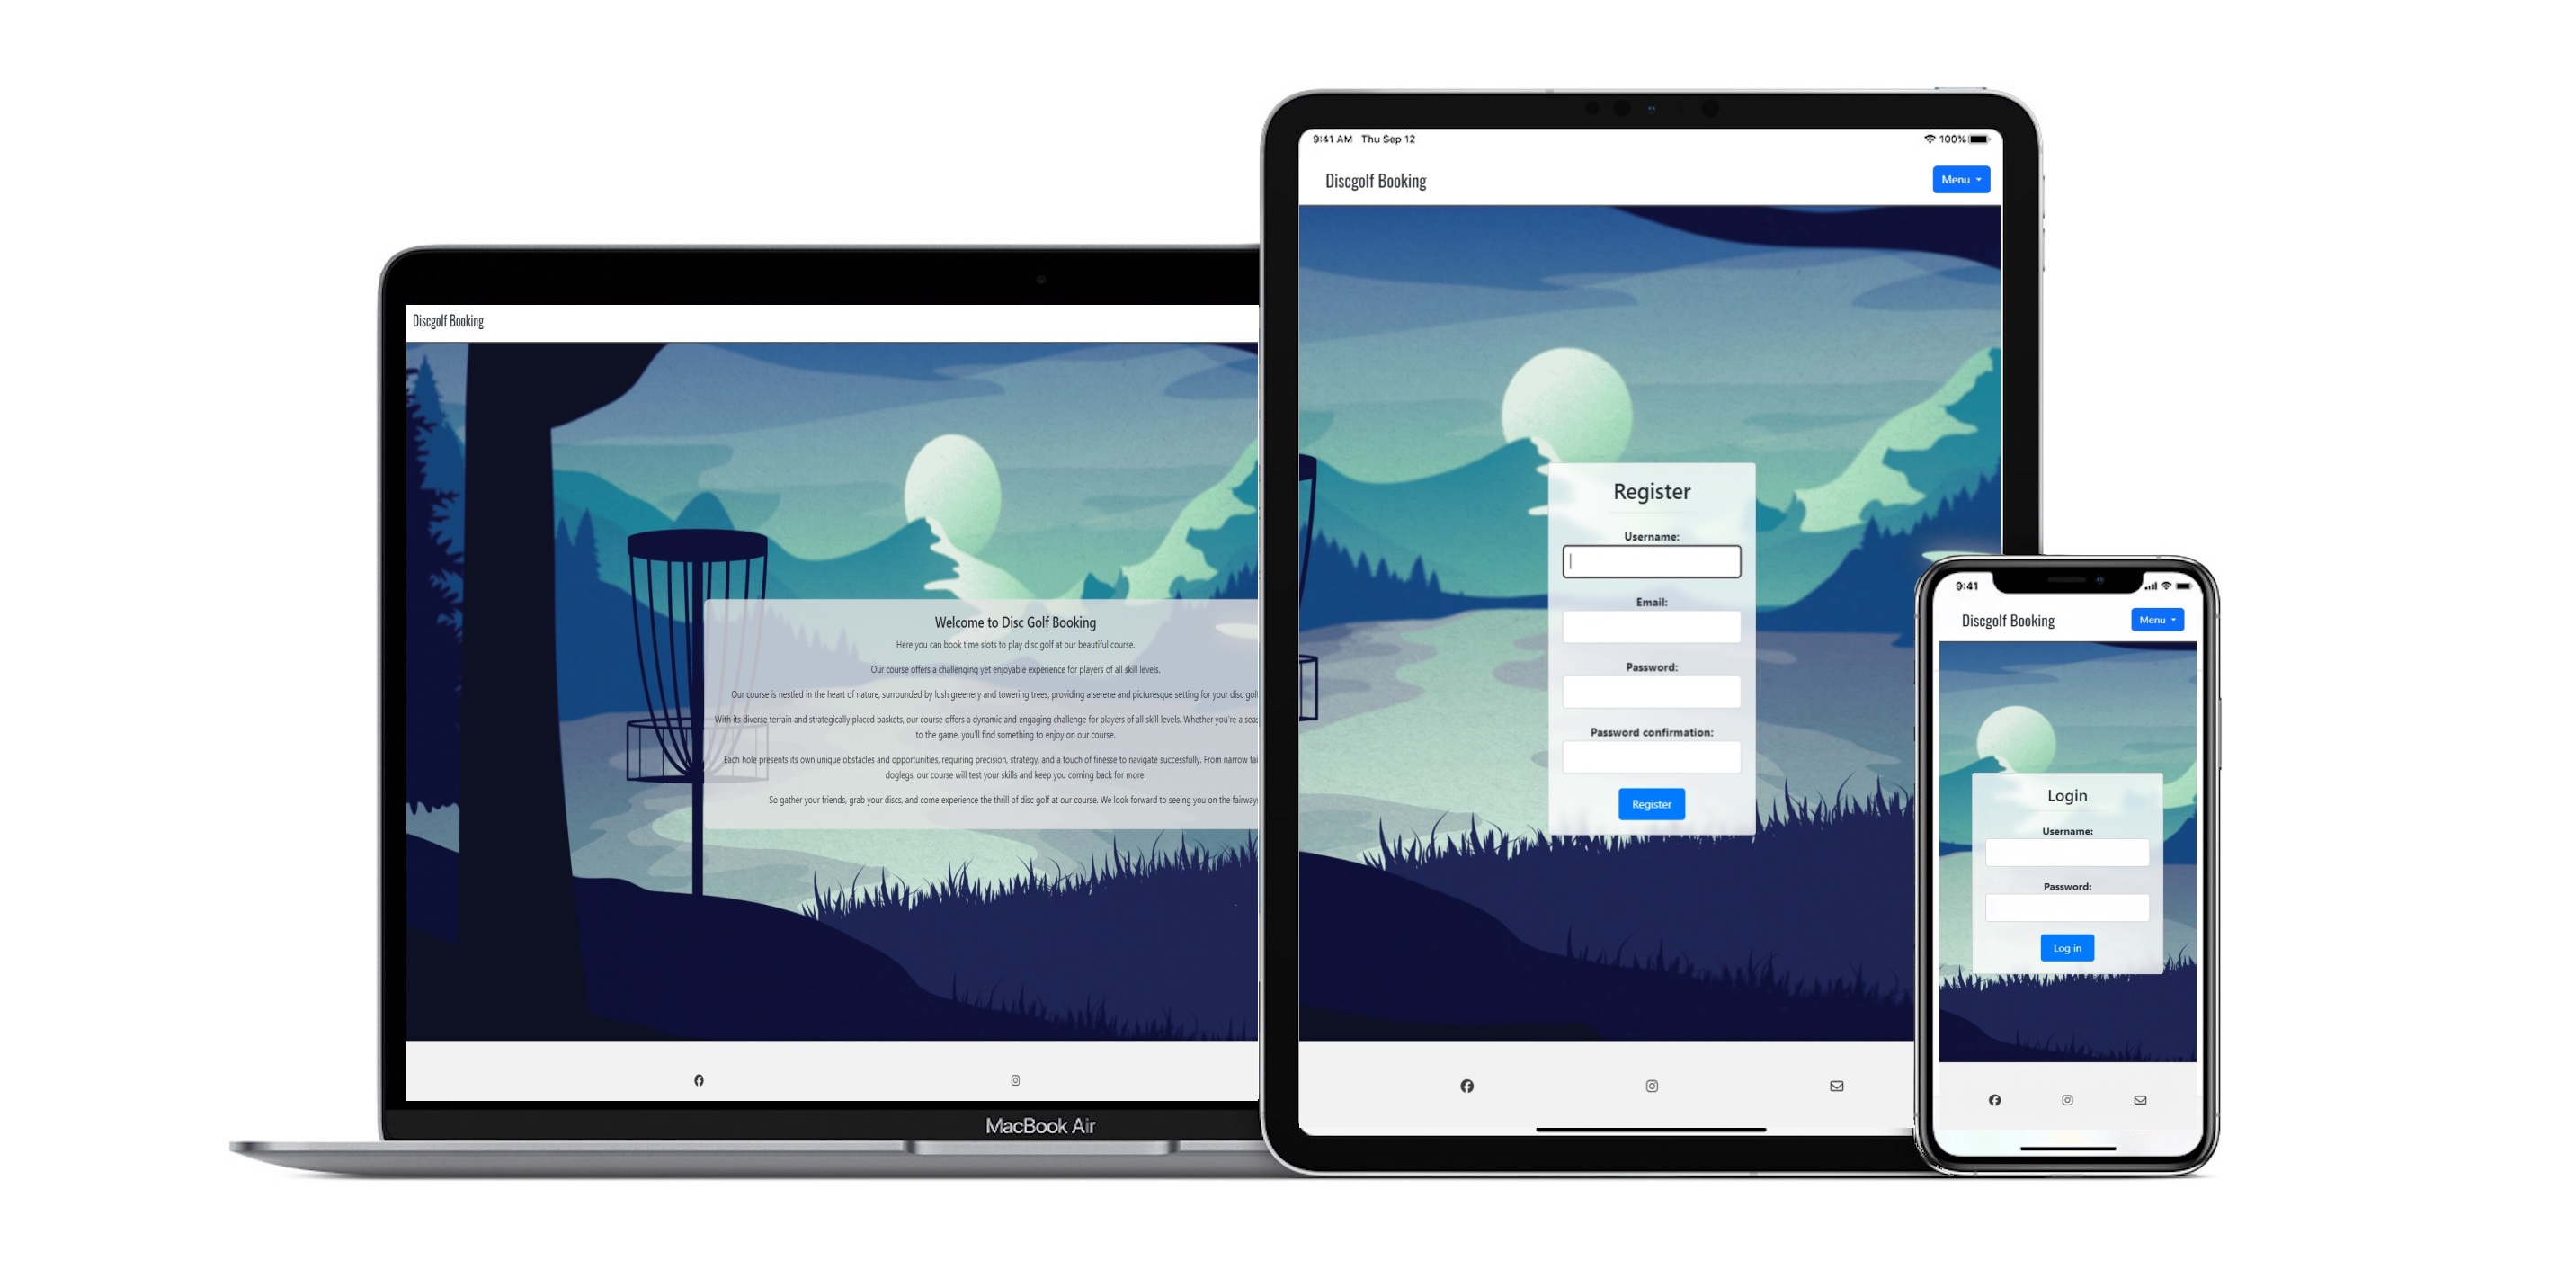 Discgolf Booking
Welcome to Disc Golf Booking
Here you can book time slots to play disc golf at our beautiful course.
Our course offers a challenging yet enjoyable experience for players of all skill levels.
Our course is nestled in the heart of nature, surrounded by lush greenery and towering trees, providing a serene and picturesque setting for your disc golf
With its diverse terrain and strategically placed baskets, our course offers a dynamic and engaging challenge for players of all skill levels. Whether you're a
to the game, you'll find something to enjoy on our course.
Each hole presents its own unique obstacles and opportunities, requiring precision, strategy, and a touch of finesse to navigate successfully. From narrow
doglegs, our course will test your skills and keep you coming back for more.
So gather your friends, grab your discs, and come experience the thrill of disc golf at our course. We look forward to seeing you on the fairway
MacBook Air
9:41 AM Thu Sep 12
100%
Discgolf Booking
Menu
Register
Username:
Email:
Password:
Password confirmation:
Register
9:41
Discgolf Booking
Menu
Login
Username:
Password:
Log in